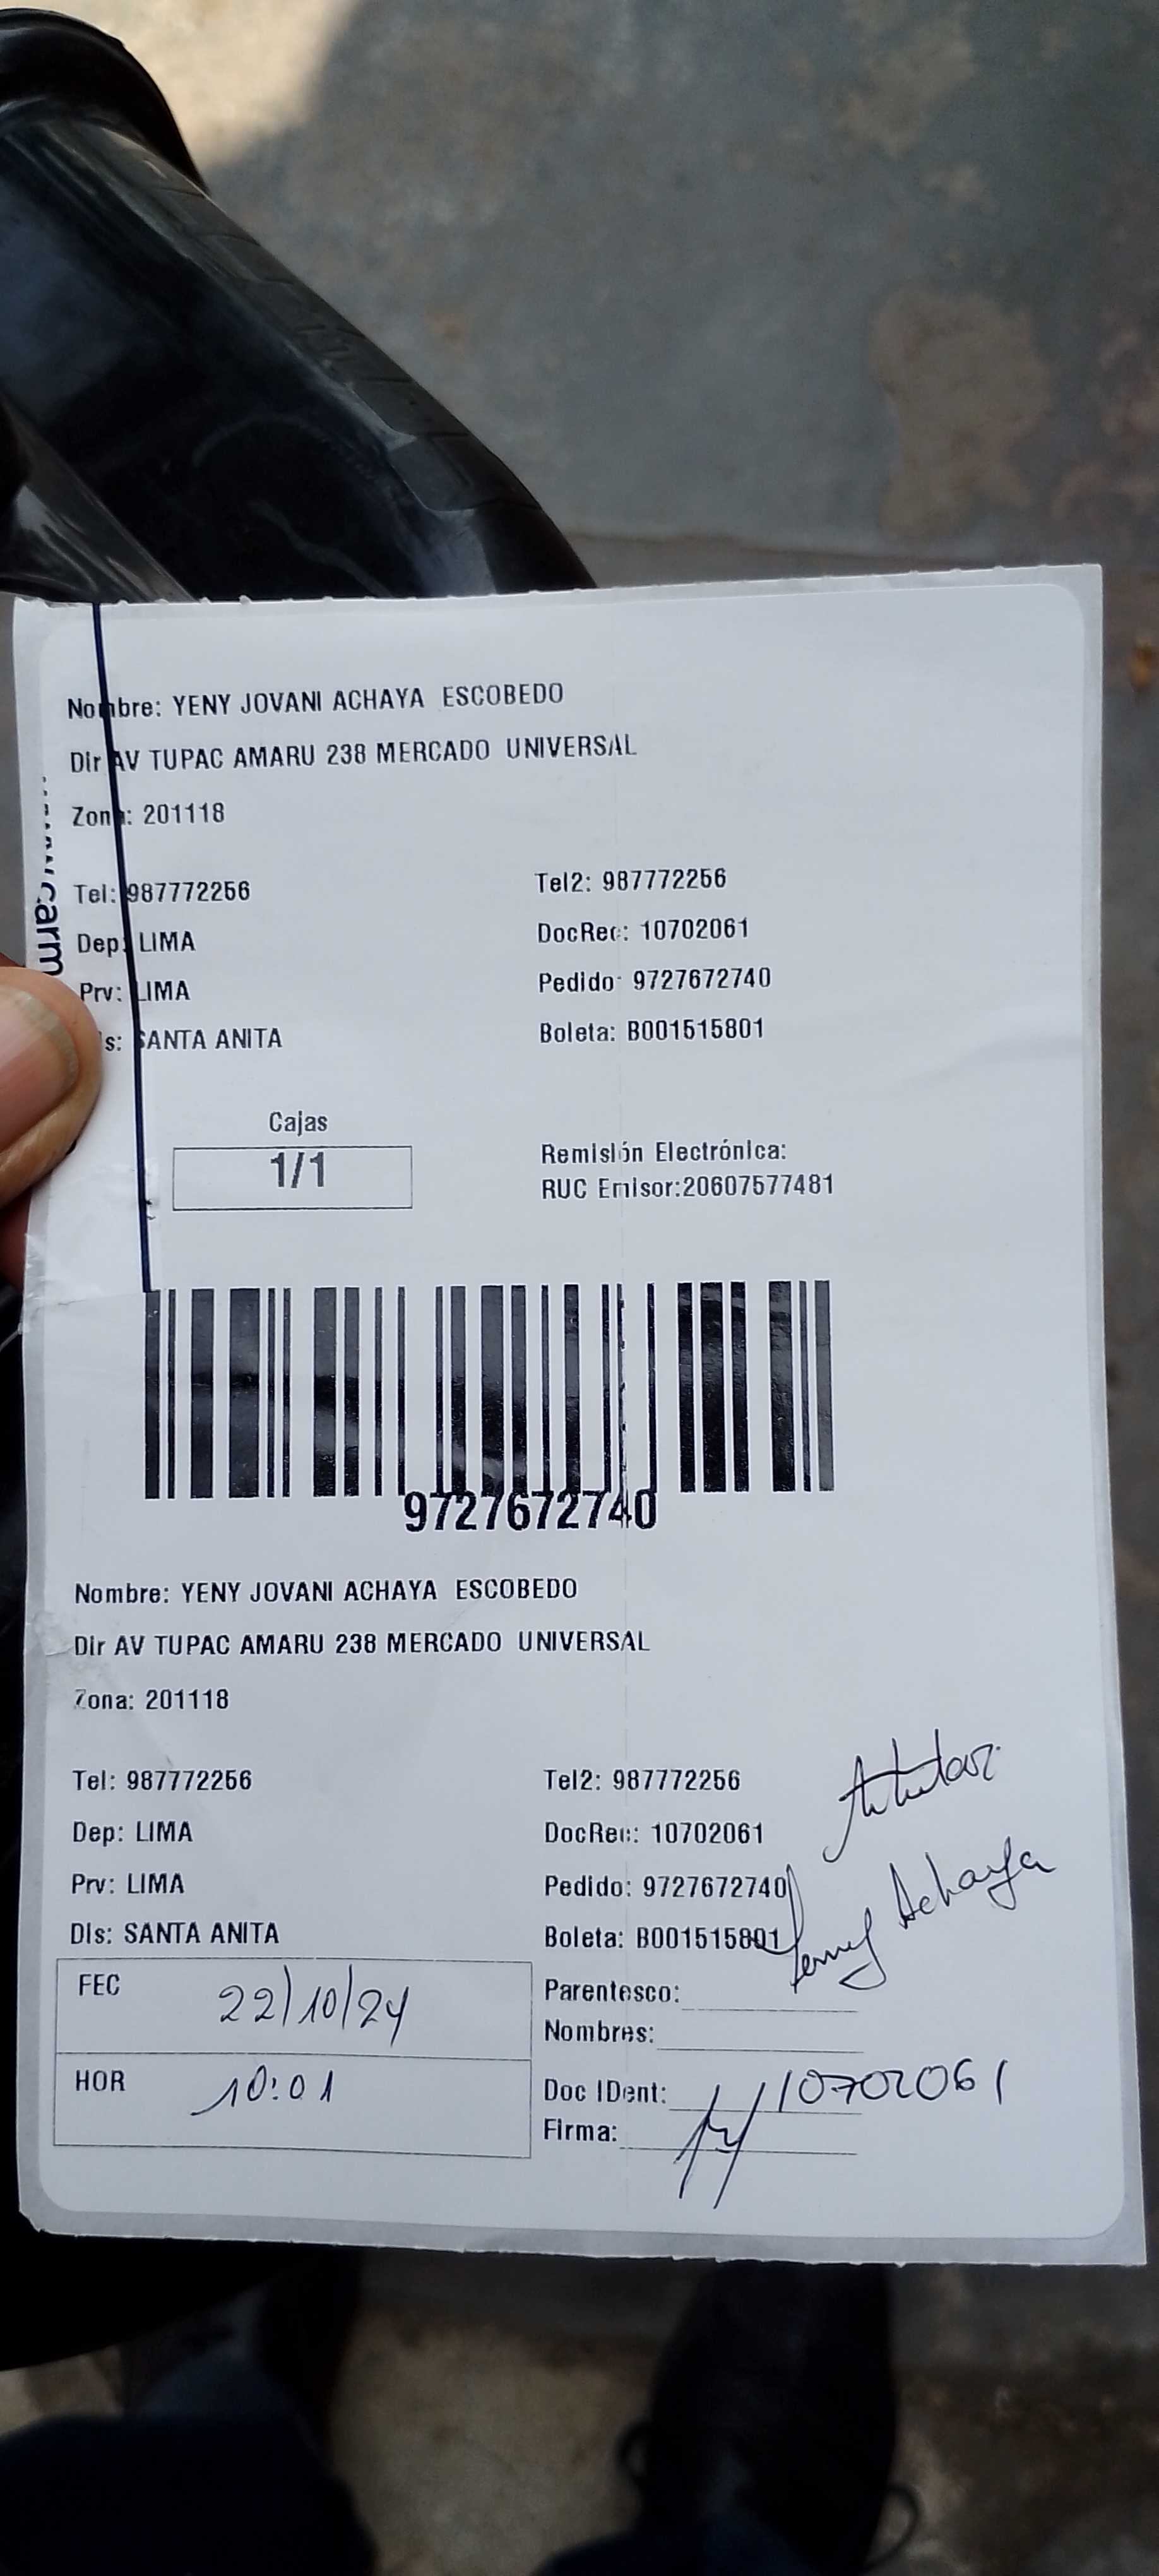 Nombre: YENY JOVANI ACHAYA ESCOBEDO
Dir AV TUPAC AMARU 238 MERCADO UNIVERSAL
Zona: 201118
Tel: 987772256 Tel2: 987772256
Dep: LIMA DocRec: 10702061
Prv: LIMA Pedido: 9727672740
is: SANTA ANITA Boleta: B001515801
Cajas
1/1
Remisión Electrónica:
RUC Emisor:20607577481
9727672740
Nombre: YENY JOVANI ACHAYA ESCOBEDO
Dir AV TUPAC AMARU 238 MERCADO UNIVERSAL
Zona: 201118
Tel: 987772256 Tel2: 987772256
Dep: LIMA DocRec: 10702061
Prv: LIMA Pedido: 9727672740
Dis: SANTA ANITA Boleta: B001515801
Yenny Achaya
FEC 22/10/24
HOR 10:01
Parentesco:
Nombres:
Doc IDent: 10702061
Firma:
carm